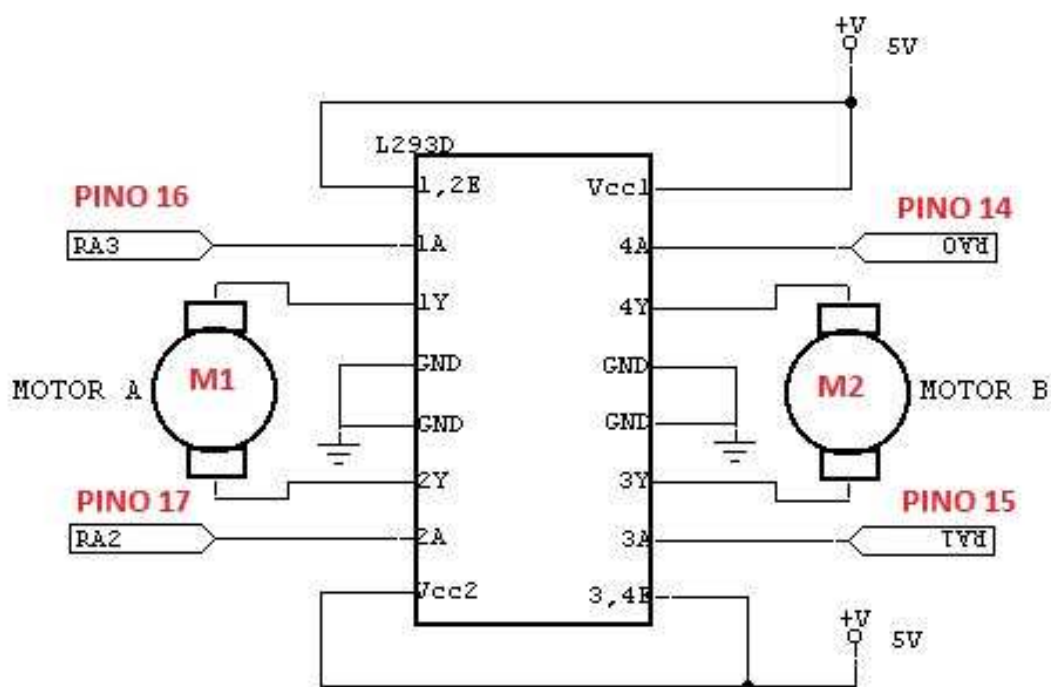 +V
5V
L293D
1,2E
Vcc1
PINO 16
PINO 14
RA3
1A
4A
RA0
1Y
4Y
GND
GND
MOTOR A
M1
M2
MOTOR B
GND
GND
2Y
3Y
PINO 17
PINO 15
RA2
2A
3A
RA1
Vcc2
3,4E
+V
5V